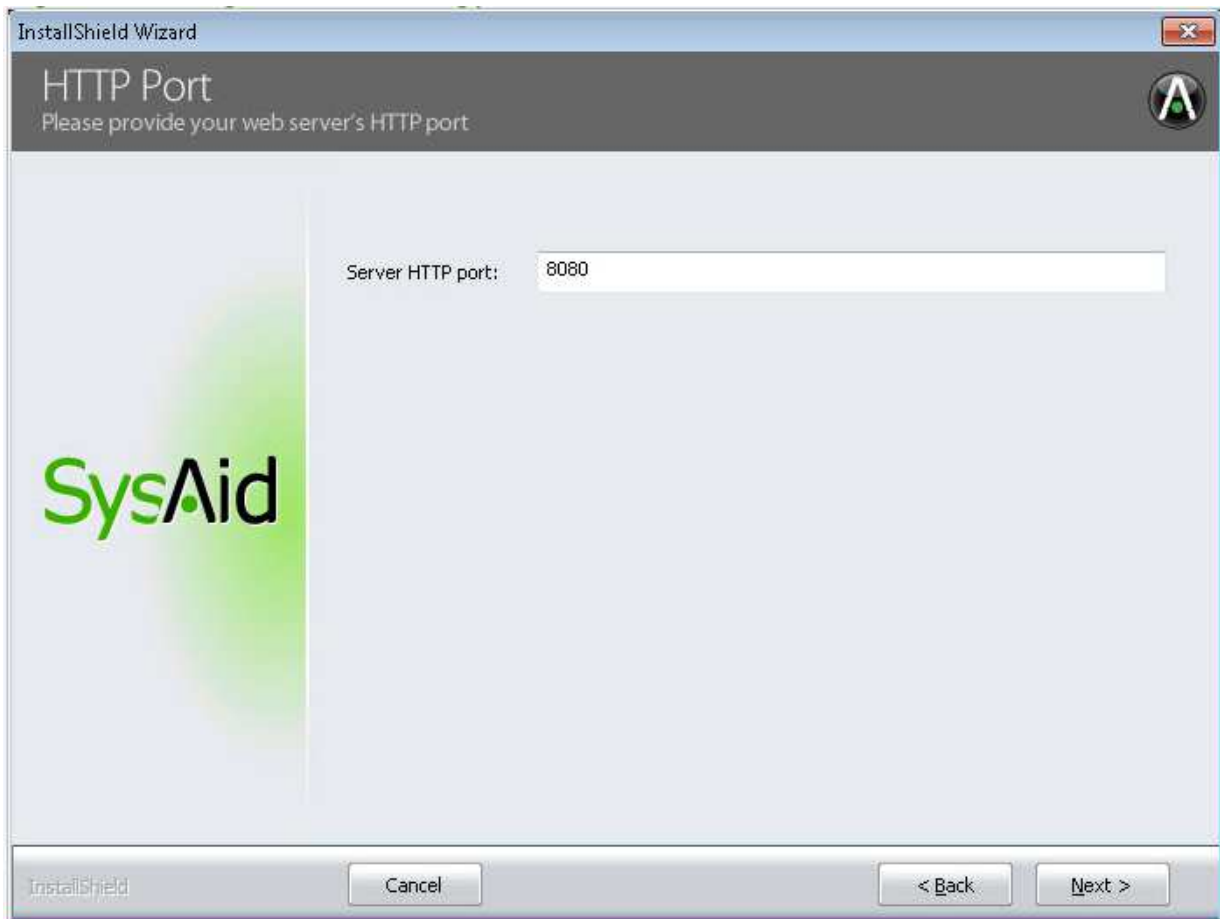 InstallShield Wizard
HTTP Port
Please provide your web server's HTTP port
Server HTTP port: 8080
SysAid
InstallShield
Cancel
< Back
Next >